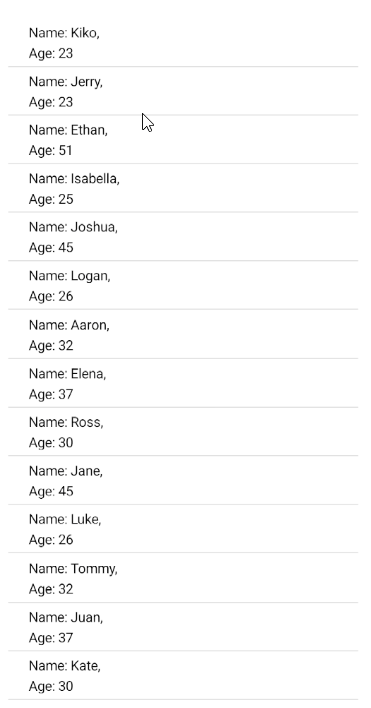 Name: Kiko,
Age: 23
Name: Jerry,
Age: 23
Name: Ethan,
Age: 51
Name: Isabella,
Age: 25
Name: Joshua,
Age: 45
Name: Logan,
Age: 26
Name: Aaron,
Age: 32
Name: Elena,
Age: 37
Name: Ross,
Age: 30
Name: Jane,
Age: 45
Name: Luke,
Age: 26
Name: Tommy,
Age: 32
Name: Juan,
Age: 37
Name: Kate,
Age: 30